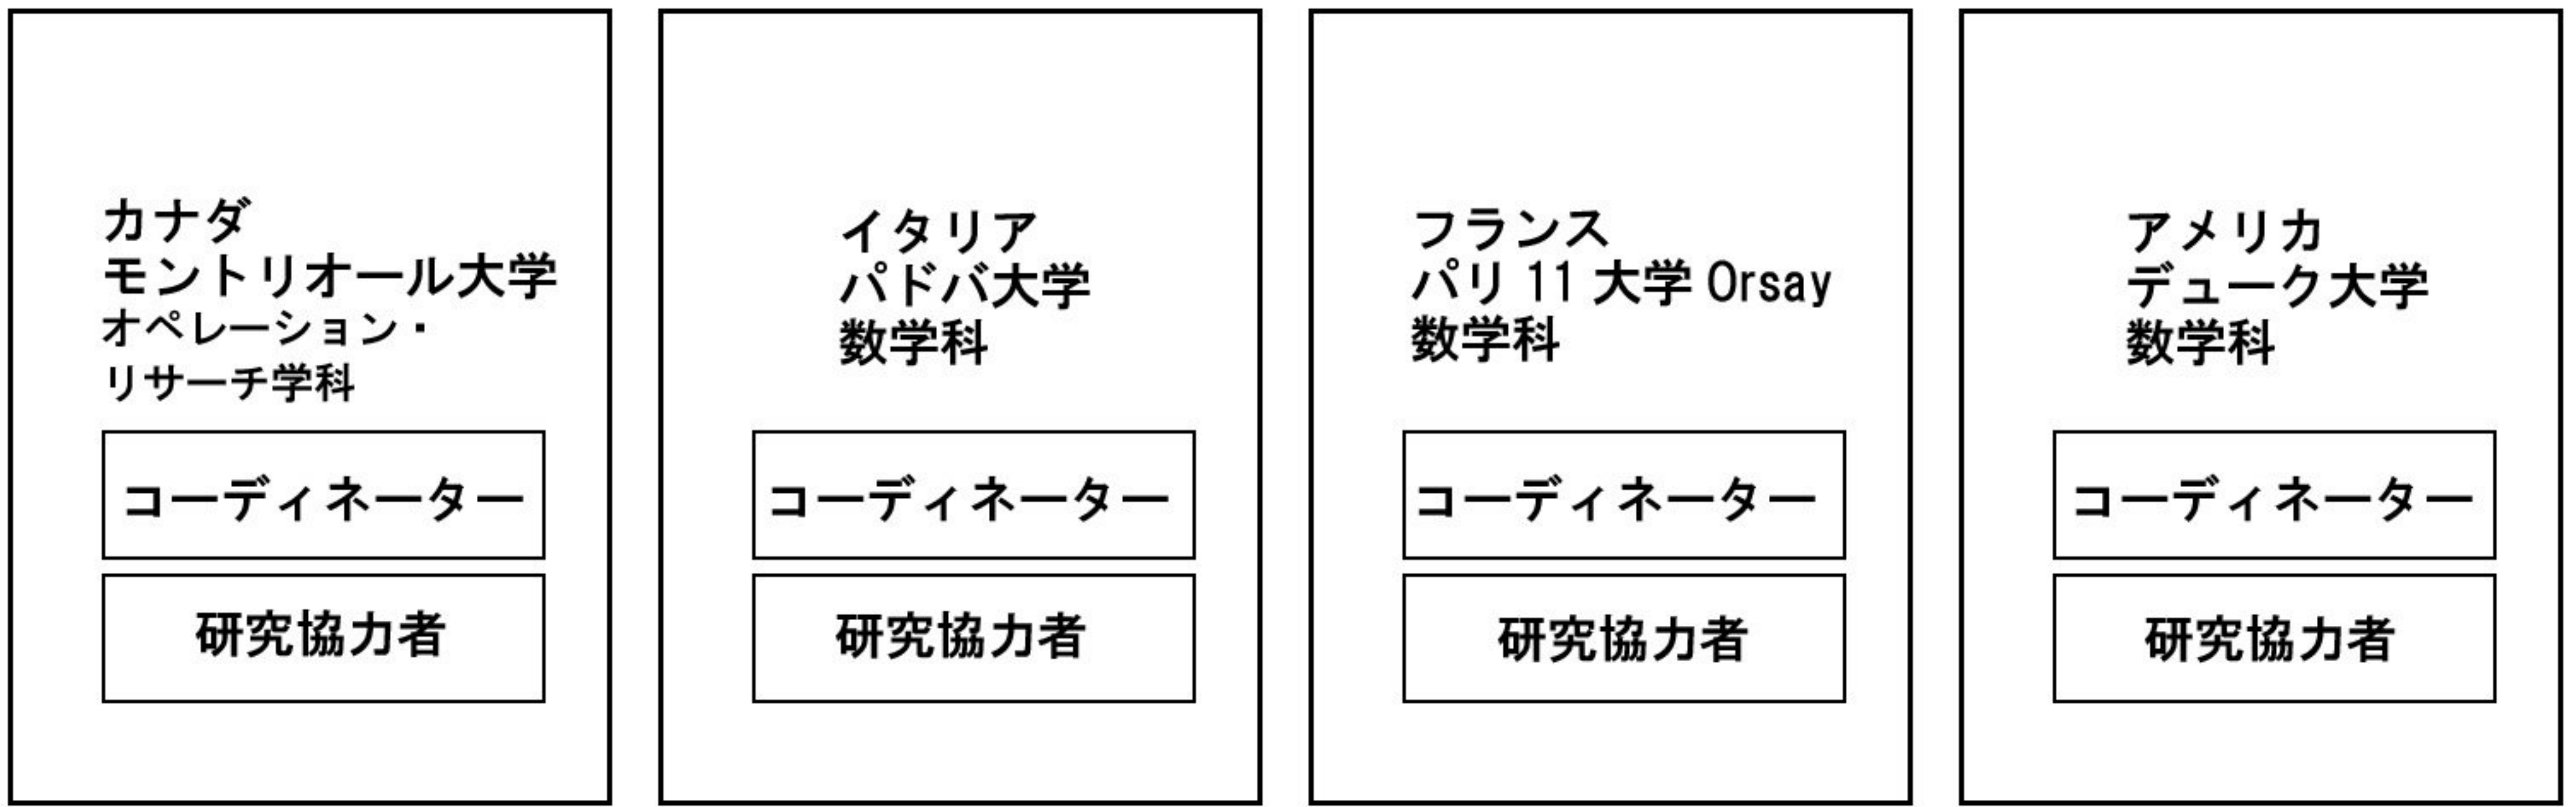 カナダ
モントリオール大学
オペレーション・
リサーチ学科
コーディネーター
研究協力者
イタリア
パドバ大学
数学科
コーディネーター
研究協力者
フランス
パリ 11 大学 Orsay
数学科
コーディネーター
研究協力者
アメリカ
デューク大学
数学科
コーディネーター
研究協力者